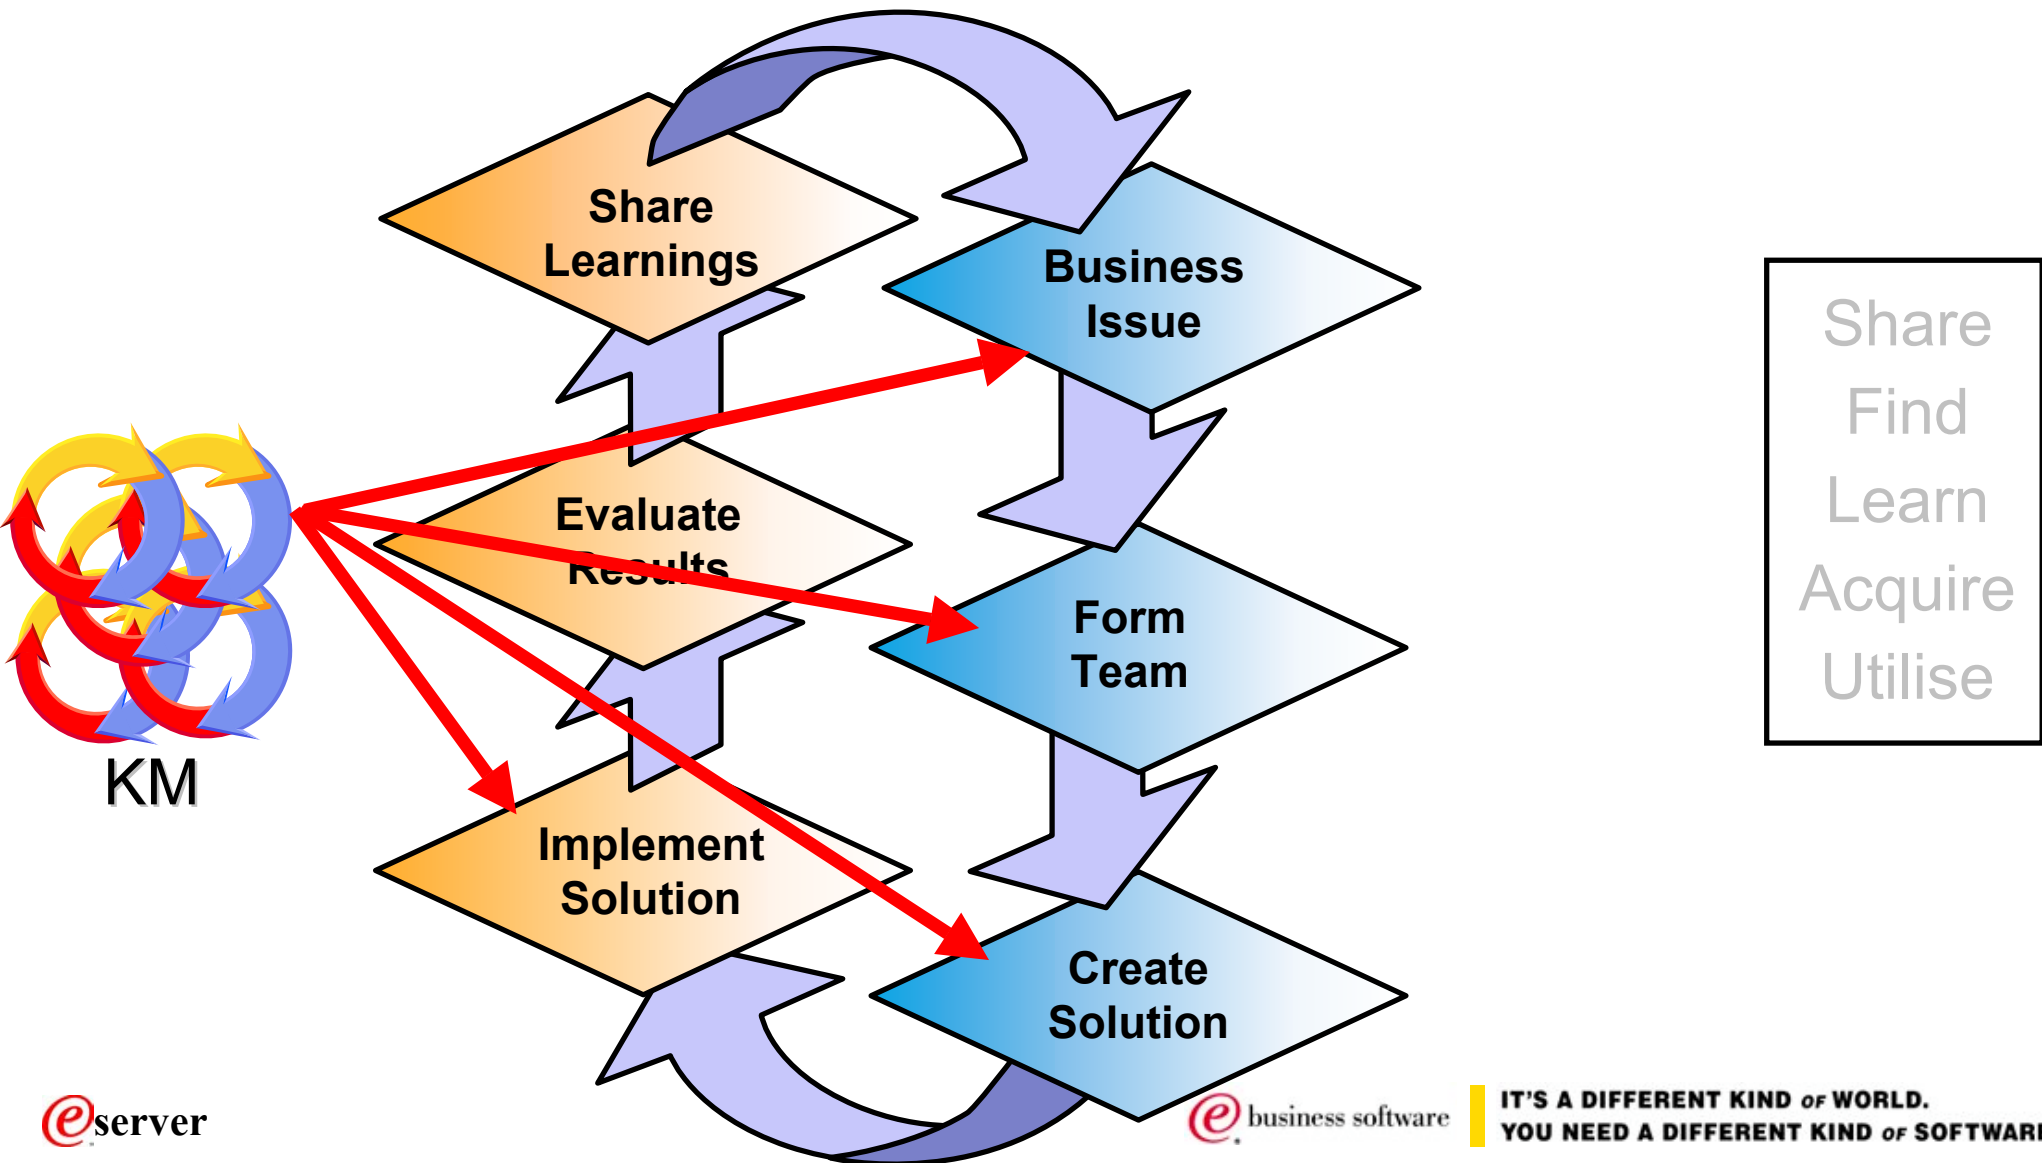 Share
Learnings
Business
Issue
Evaluate
Results
Form
Team
Implement
Solution
Create
Solution
KM
Share
Find
Learn
Acquire
Utilise
e server
e business software
IT'S A DIFFERENT KIND OF WORLD.
YOU NEED A DIFFERENT KIND OF SOFTWARE